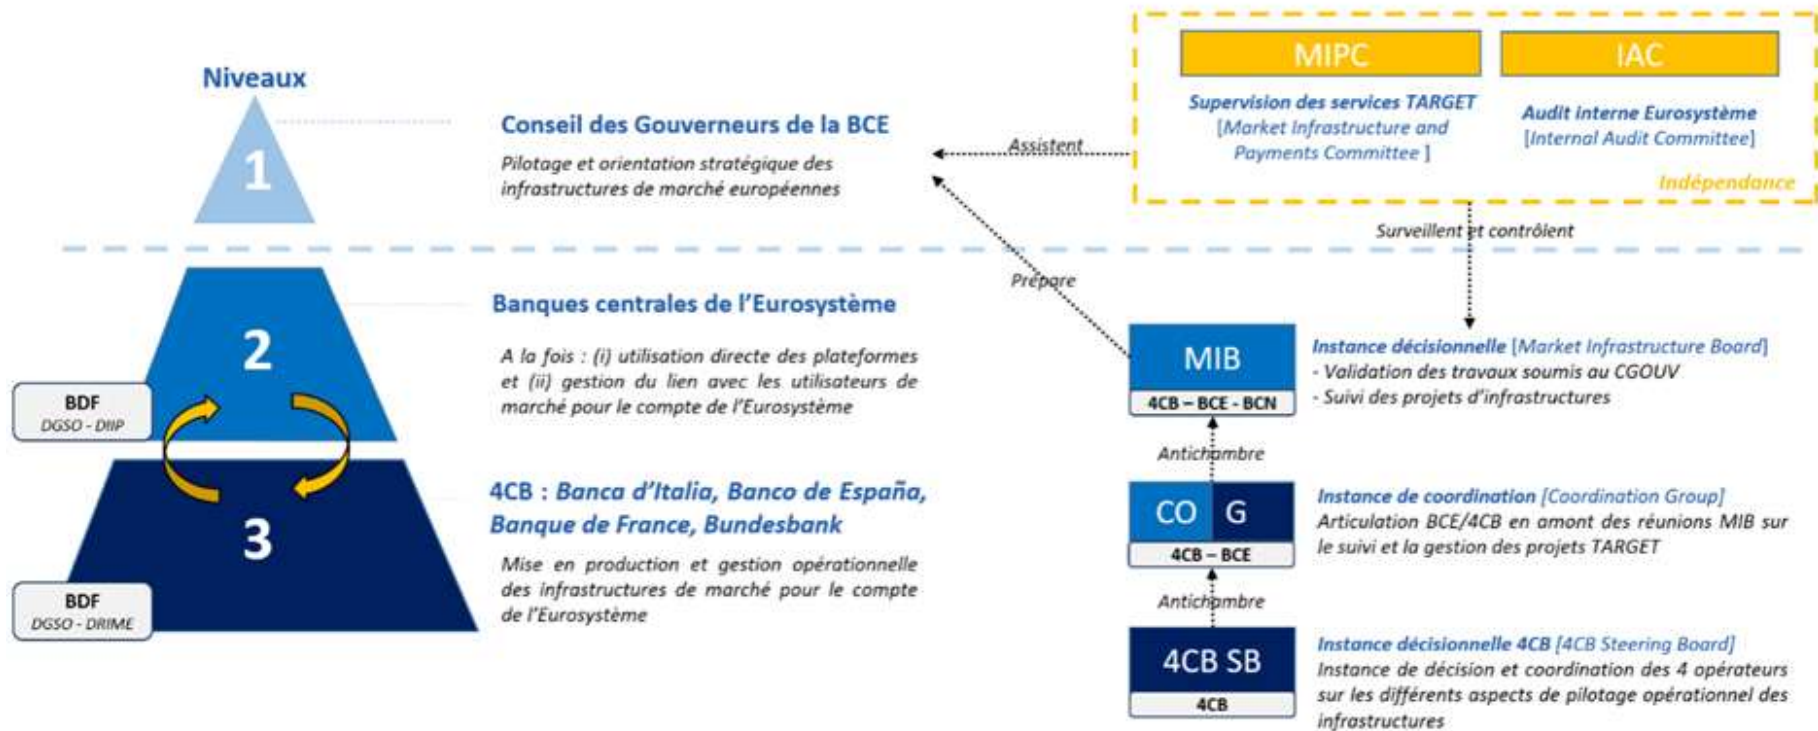 Niveaux
1
Conseil des Gouverneurs de la BCE
Pilotage et orientation stratégique des
infrastructures de marché européennes
2
Banques centrales de l'Eurosystème
A la fois : (i) utilisation directe des plateformes
et (ii) gestion du lien avec les utilisateurs de
marché pour le compte de l'Eurosystème
BDF
DGSO - DIIP
3
4CB : Banca d'Italia, Banco de España,
Banque de France, Bundesbank
Mise en production et gestion opérationnelle
des infrastructures de marché pour le compte
de l'Eurosystème
BDF
DGSO - DRIME
MIPC
Supervision des services TARGET
[Market Infrastructure and
Payments Committee ]
IAC
Audit interne Eurosystème
[Internal Audit Committee]
Indépendance
Assistent
Surveillent et contrôlent
Prépare
MIB
4CB – BCE - BCN
Instance décisionnelle [Market Infrastructure Board]
- Validation des travaux soumis au CGOUV
- Suivi des projets d'infrastructures
Antichambre
CO G
4CB – BCE
Instance de coordination [Coordination Group]
Articulation BCE/4CB en amont des réunions MIB sur
le suivi et la gestion des projets TARGET
Antichambre
4CB SB
4CB
Instance décisionnelle 4CB [4CB Steering Board]
Instance de décision et coordination des 4 opérateurs
sur les différents aspects de pilotage opérationnel des
infrastructures